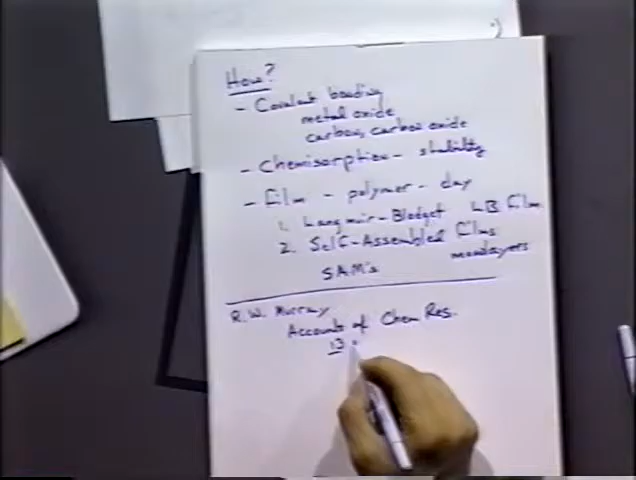 How?
- Covalent bonding
metal oxide
carbon, carbon oxide
- Chemisorption - stability
- Film - polymer - clay
1. Langmuir-Blodget LB Film
2. Self-Assembled films
monolayers
SAM's
R.W. Murray
Accounts of Chem Res.
13